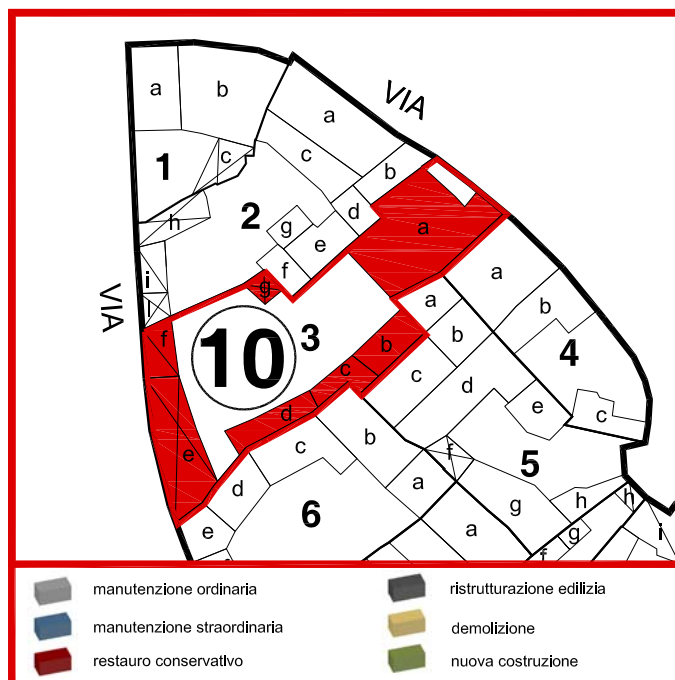 VIA
a
b
a
c
c
b
1
h
2
d
a
g
e
f
a
i
g
a
b
l
VIA
f
10
3
b
b
4
c
c
d
e
c
d
b
f
5
e
c
a
g
h
h
d
6
a
g
i
e
f
manutenzione ordinaria
ristrutturazione edilizia
manutenzione straordinaria
demolizione
restauro conservativo
nuova costruzione